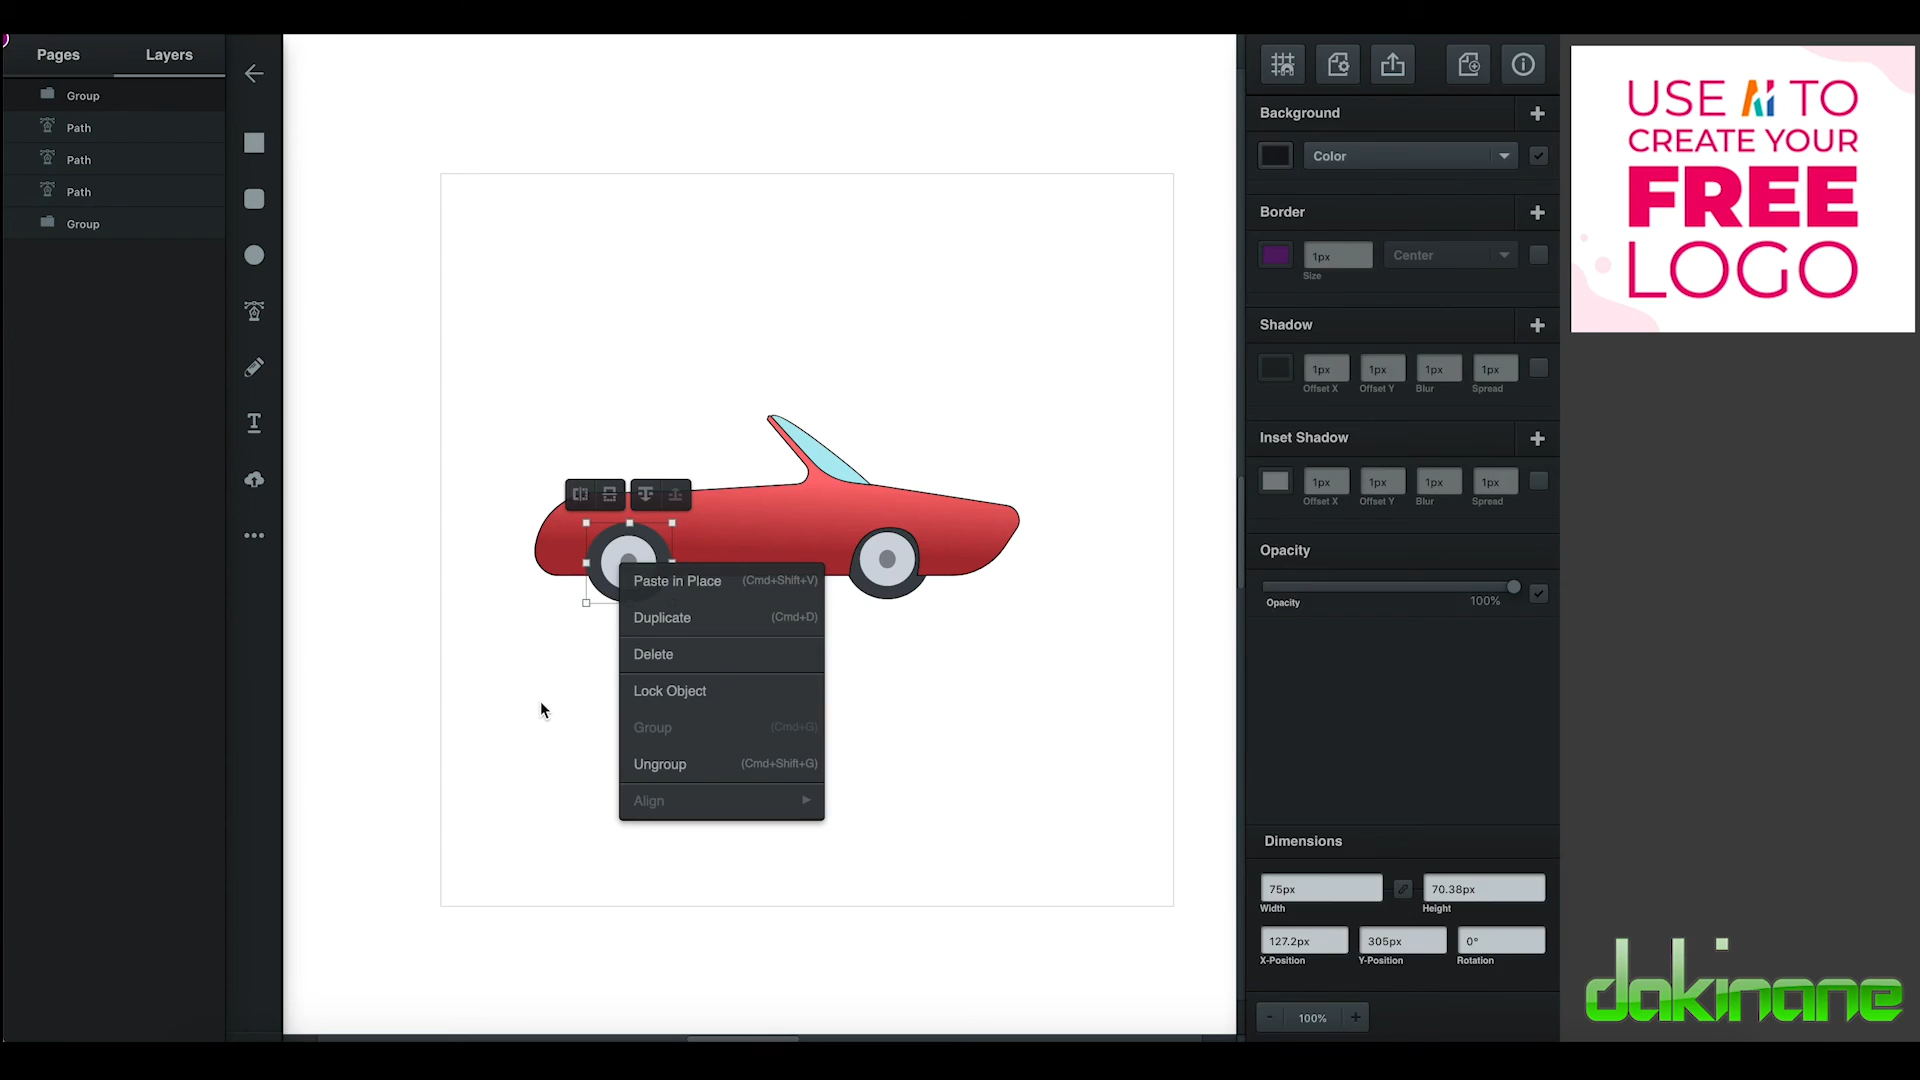 Pages
Layers
Group
Path
Path
Path
Group
Paste in Place (Cmd+Shift+V)
Duplicate (Cmd+D)
Delete
Lock Object
Group (Cmd+G)
Ungroup (Cmd+Shift+G)
Align
Background
Color
Border
1px
Center
Size
Shadow
1px 1px 1px 1px
Offset X Offset Y Blur Spread
Inset Shadow
1px 1px 1px 1px
Offset X Offset Y Blur Spread
Opacity
Opacity 100%
Dimensions
75px 70.38px
Width Height
127.2px 305px 0°
X-Position Y-Position Rotation
- 100% +
USE AI TO
CREATE YOUR
FREE
LOGO
dakinane